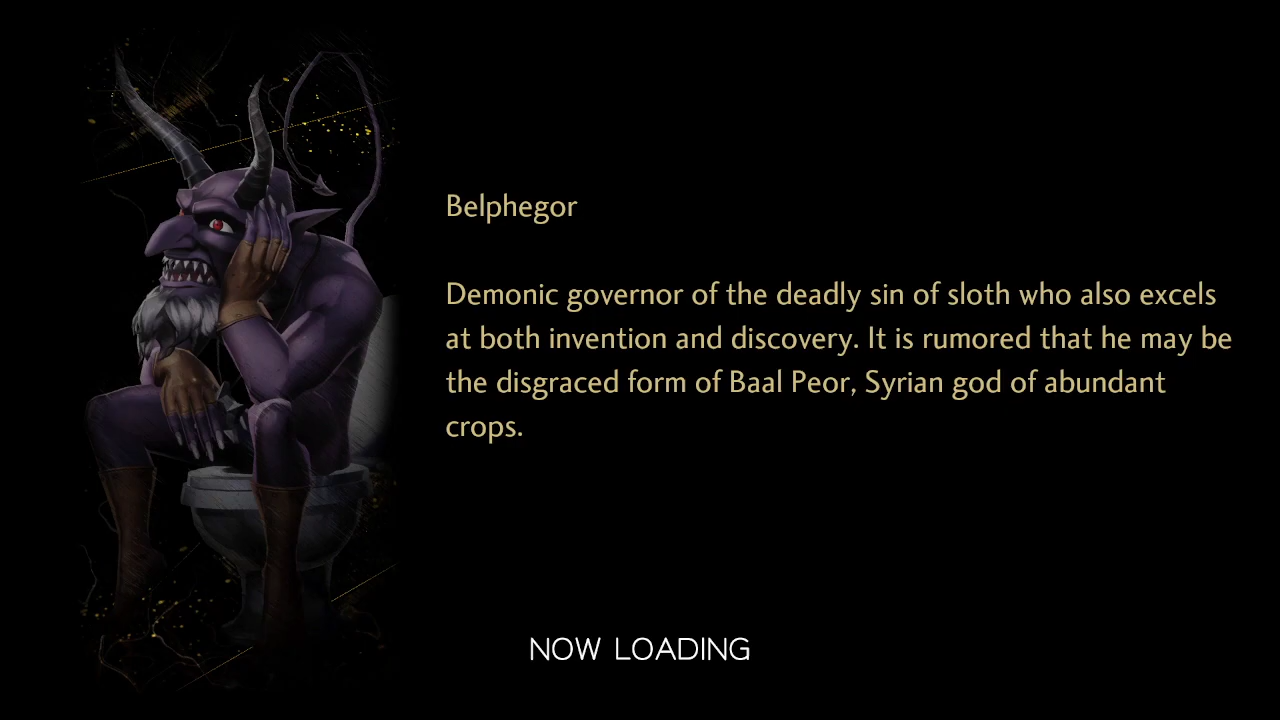 Belphegor
Demonic governor of the deadly sin of sloth who also excels
at both invention and discovery. It is rumored that he may be
the disgraced form of Baal Peor, Syrian god of abundant
crops.
NOW LOADING